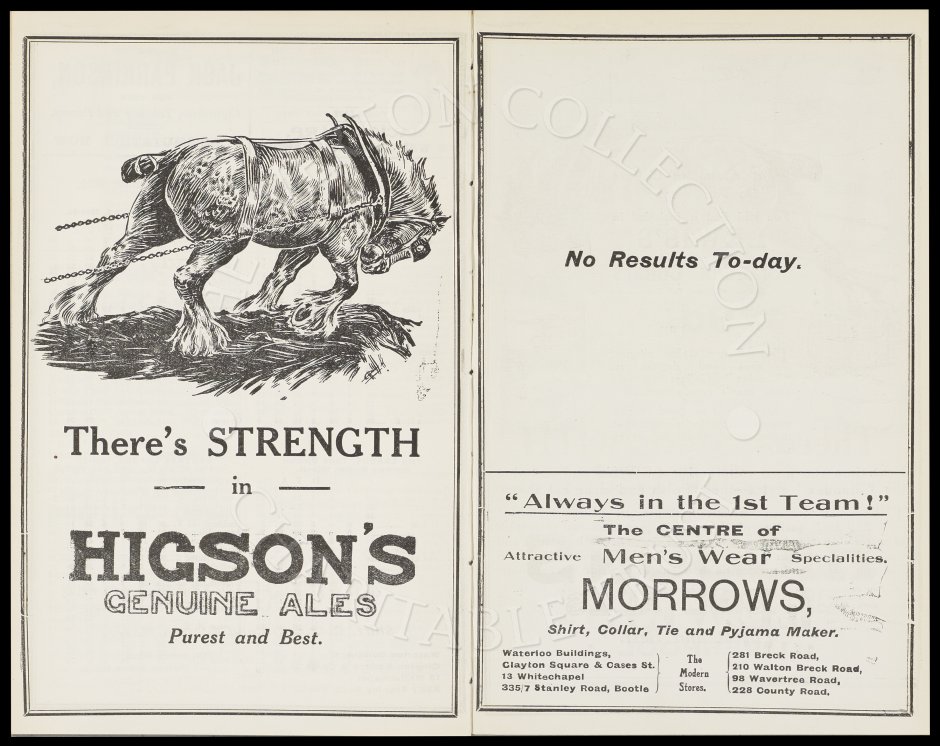 There's STRENGTH
in
HIGSON'S
GENUINE ALES
Purest and Best.
No Results To-day.
"Always in the 1st Team!"
The CENTRE of
Attractive Men's Wear Specialities.
MORROWS,
Shirt, Collar, Tie and Pyjama Maker.
Waterloo Buildings,
Clayton Square & Cases St.
13 Whitechapel
335/7 Stanley Road, Bootle
The
Modern
Stores.
281 Breck Road,
210 Walton Breck Road,
98 Wavertree Road,
228 County Road,